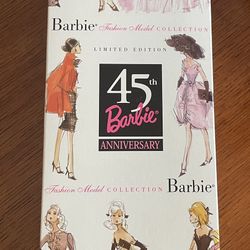 Barbie® Fashion Model COLLECTION
LIMITED EDITION
45th
Barbie®
ANNIVERSARY
Fashion Model COLLECTION Barbie®